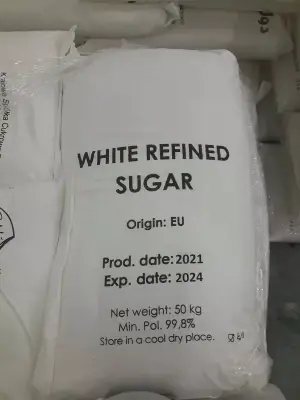 WHITE REFINED
SUGAR
Origin: EU
Prod. date: 2021
Exp. date: 2024
Net weight: 50 kg
Min. Pol. 99,8%
Store in a cool dry place.